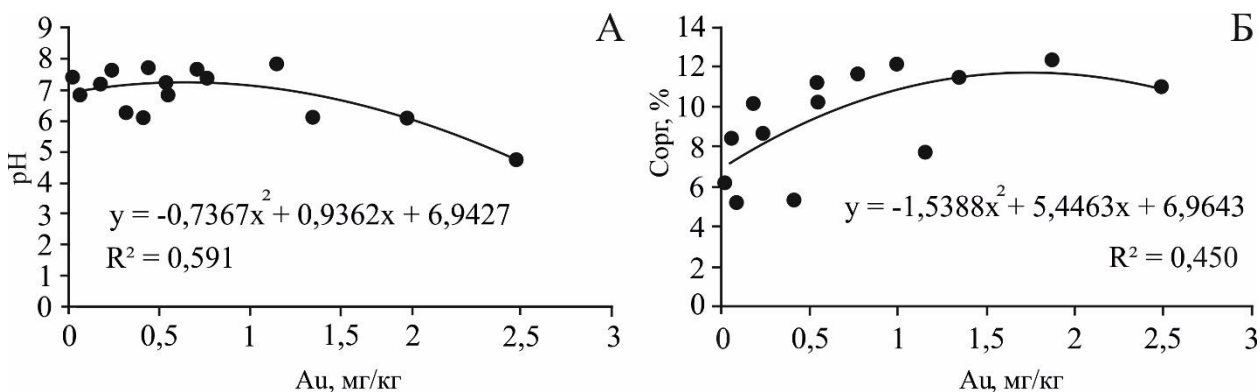 А
9
8
7
6
5
4
3
2
1
0
pH
y = -0,7367x² + 0,9362x + 6,9427
R² = 0,591
0 0,5 1 1,5 2 2,5 3
Au, мг/кг
Б
14
12
10
8
6
4
2
0
Сорг, %
y = -1,5388x² + 5,4463x + 6,9643
R² = 0,450
0 0,5 1 1,5 2 2,5 3
Au, мг/кг